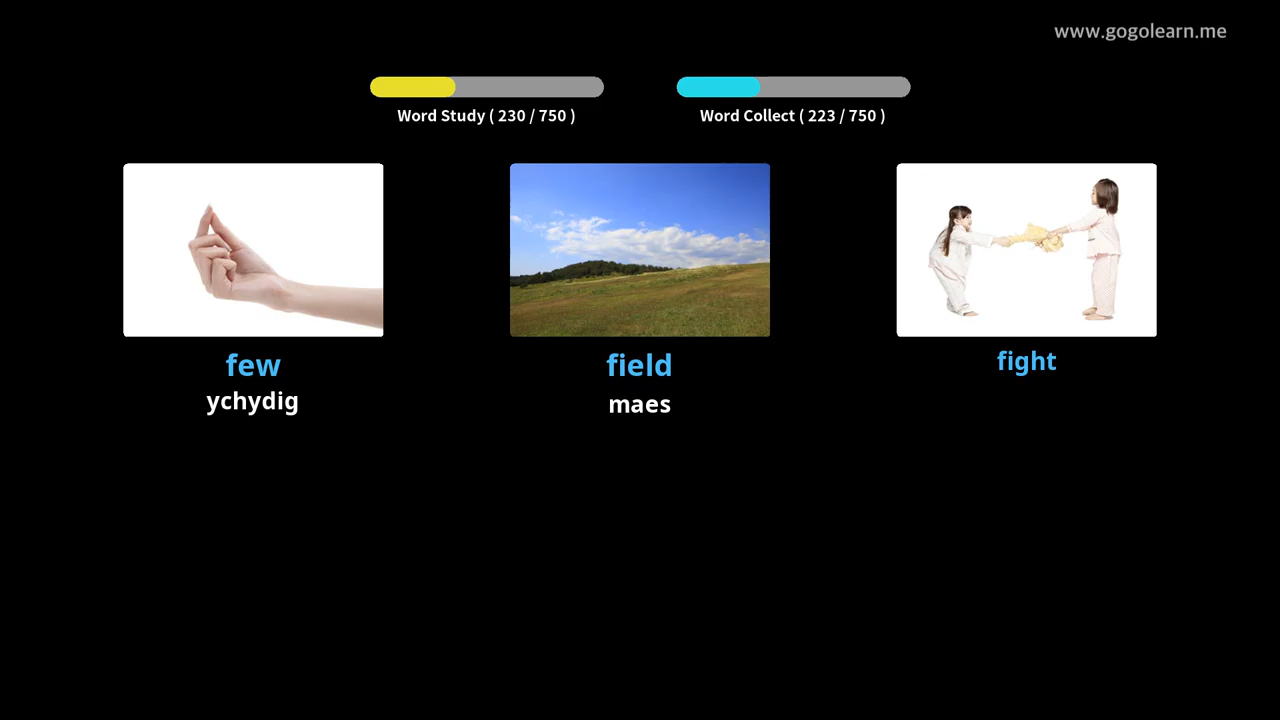 www.gogolearn.me
Word Study ( 230 / 750 )
Word Collect ( 223 / 750 )
few
ychydig
field
maes
fight